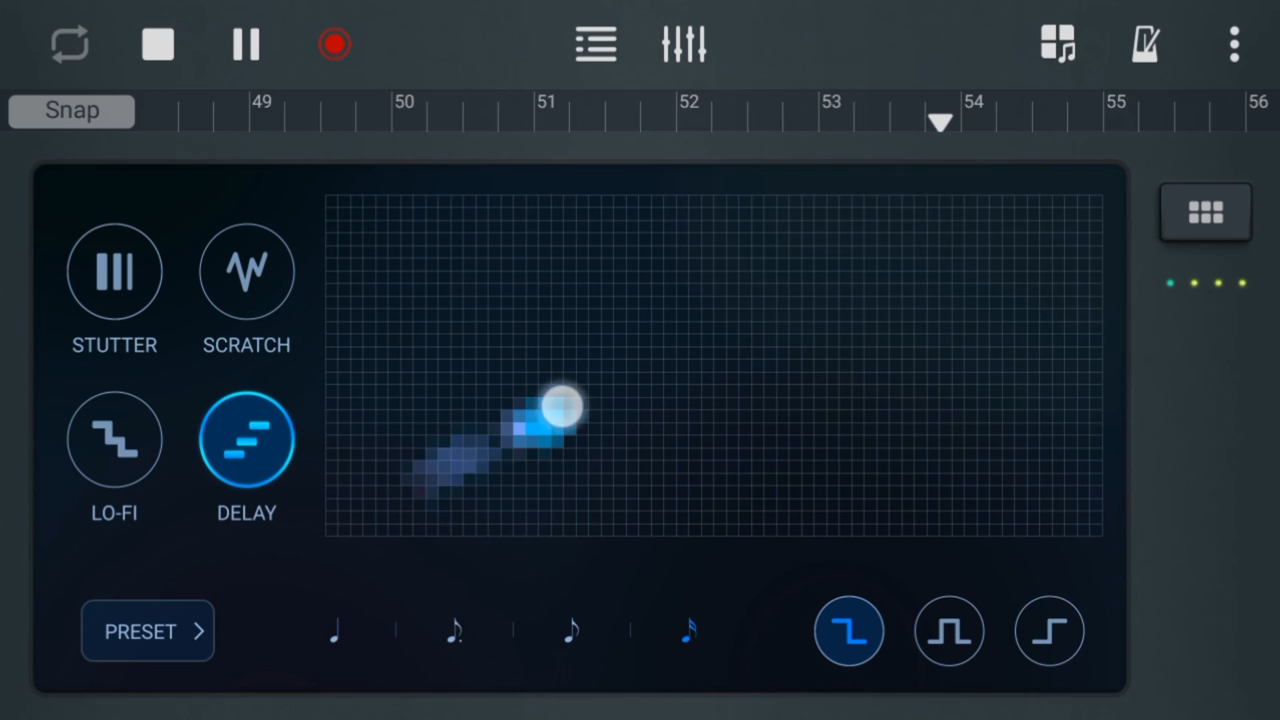 Snap 49 50 51 52 53 54 55 56
STUTTER SCRATCH
LO-FI DELAY
PRESET